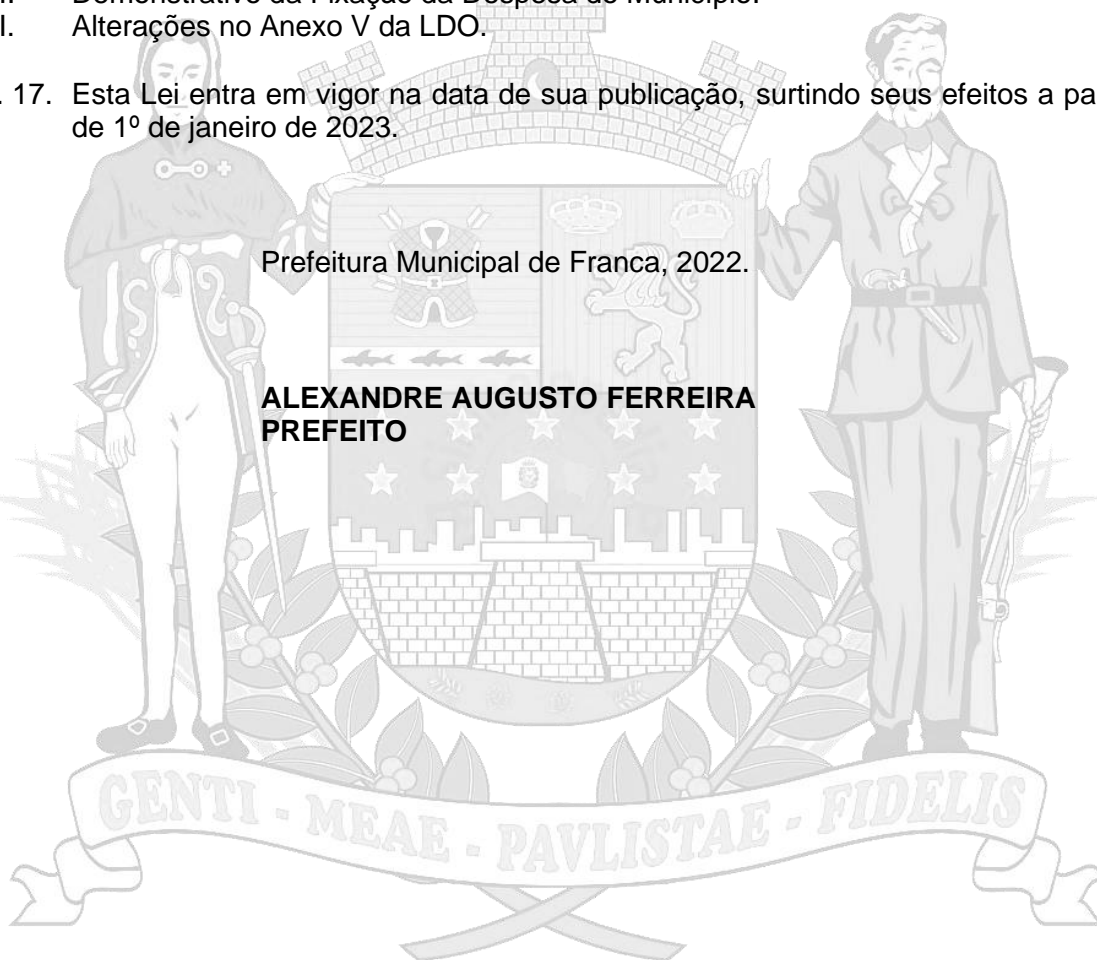 Demonstrativo da Fixação da Despesa do Município.
I. Alterações no Anexo V da LDO.
. 17. Esta Lei entra em vigor na data de sua publicação, surtindo seus efeitos a pa
de 1º de janeiro de 2023.
Prefeitura Municipal de Franca, 2022.
ALEXANDRE AUGUSTO FERREIRA
PREFEITO
GENTI - MEAE - PAVLISTAE - FIDELIS